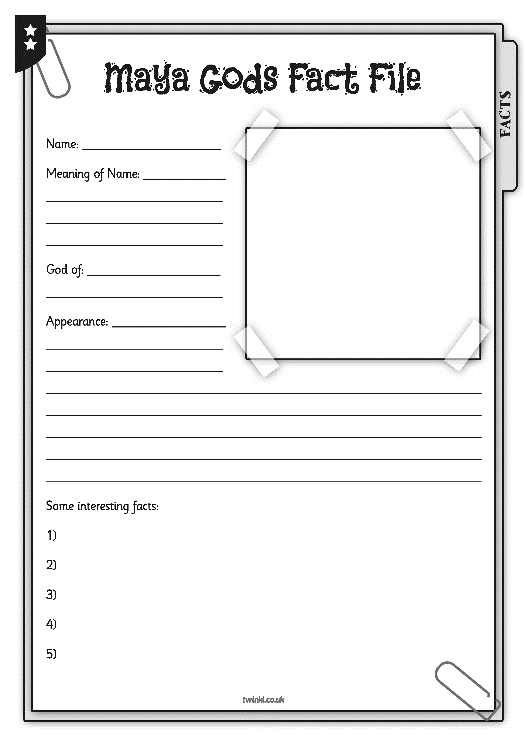 Maya Gods Fact File
FACTS
Name:
Meaning of Name:
God of:
Appearance:
Some interesting facts:
1)
2)
3)
4)
5)
twinkl.co.uk